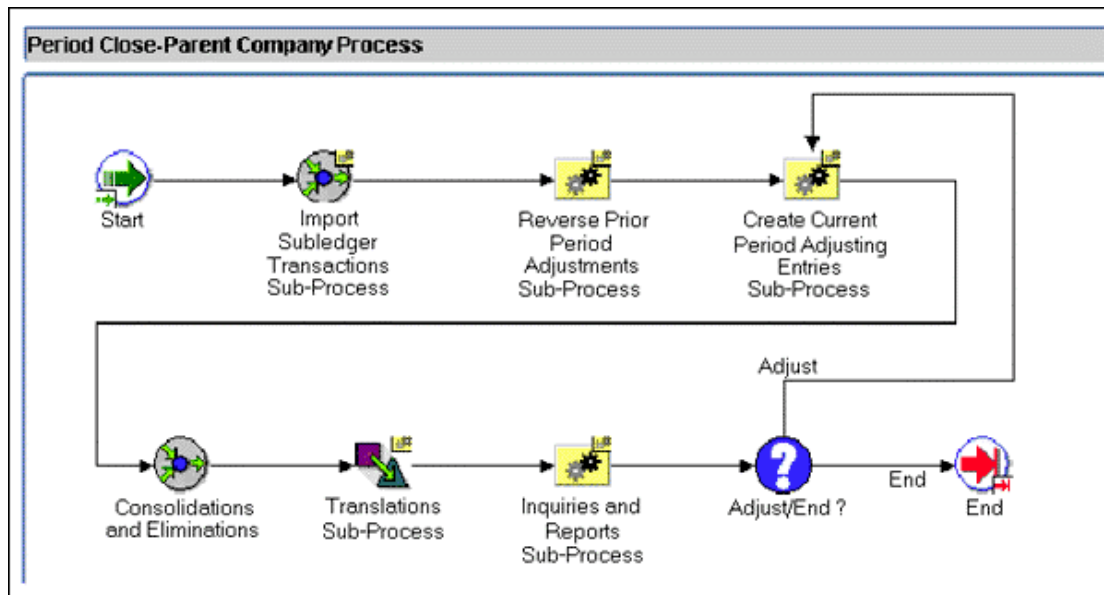 Period Close-Parent Company Process
Start
Import
Subledger
Transactions
Sub-Process
Reverse Prior
Period
Adjustments
Sub-Process
Create Current
Period Adjusting
Entries
Sub-Process
Adjust
Consolidations
and Eliminations
Translations
Sub-Process
Inquiries and
Reports
Sub-Process
?
Adjust/End ?
End
End